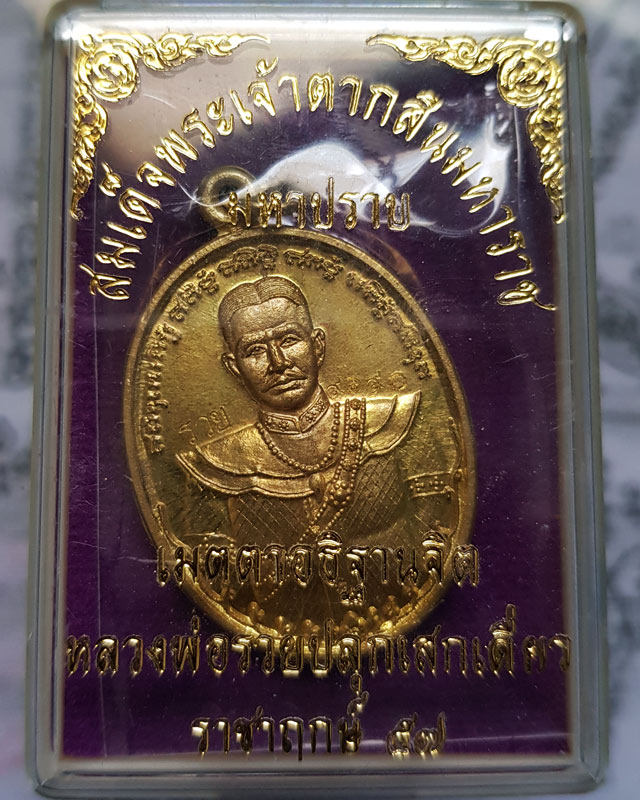 สมเด็จพระเจ้าตากสินมหาราช
มหาปราบ
รวย
เมตตาอธิฐานจิต
หลวงพ่อรวยปลุกเสกเดี่ยว
ราชาฤกษ์ ๕๗